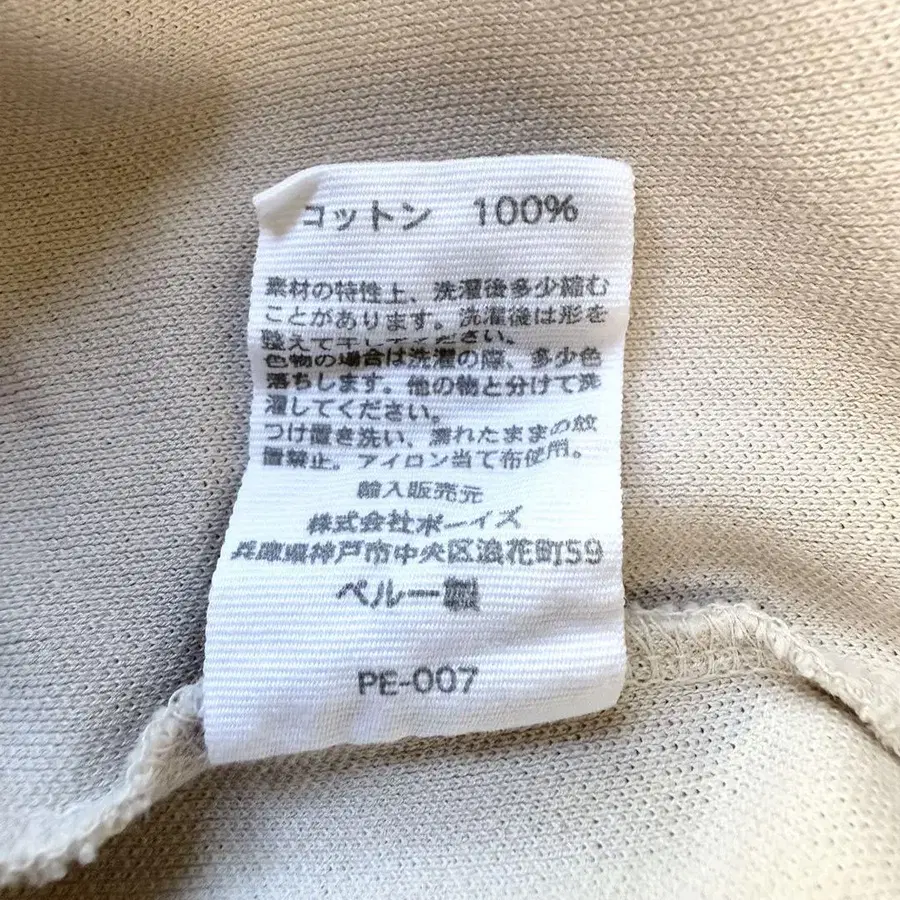 コットン 100%
素材の特性上、洗濯後多少縮む
ことがあります。洗濯後は形を
整えて干してください。
色物の場合は洗濯の際、多少色
落ちします。他の物と分けて洗
濯してください。
つけ置き洗い、濡れたままの放
置禁止。アイロン当て布使用。
輸入販売元
株式会社ボーイズ
兵庫県神戸市中央区浪花町59
ペルー製
PE-007